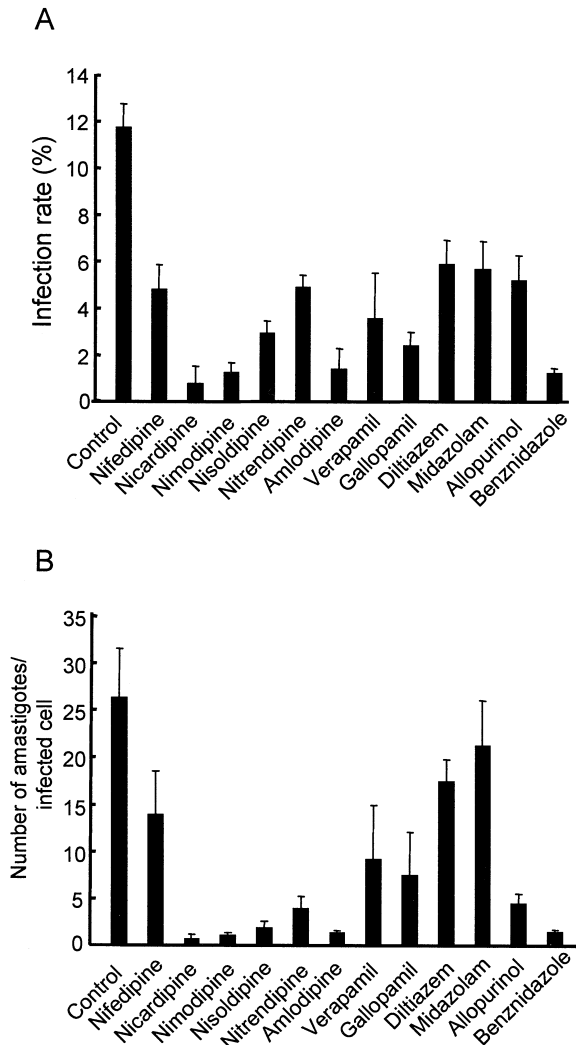 A
Infection rate (%)
14
12
10
8
6
4
2
0
Control
Nifedipine
Nicardipine
Nimodipine
Nisoldipine
Nitrendipine
Amlodipine
Verapamil
Gallopamil
Diltiazem
Midazolam
Allopurinol
Benznidazole
B
Number of amastigotes/
infected cell
35
30
25
20
15
10
5
0
Control
Nifedipine
Nicardipine
Nimodipine
Nisoldipine
Nitrendipine
Amlodipine
Verapamil
Gallopamil
Diltiazem
Midazolam
Allopurinol
Benznidazole